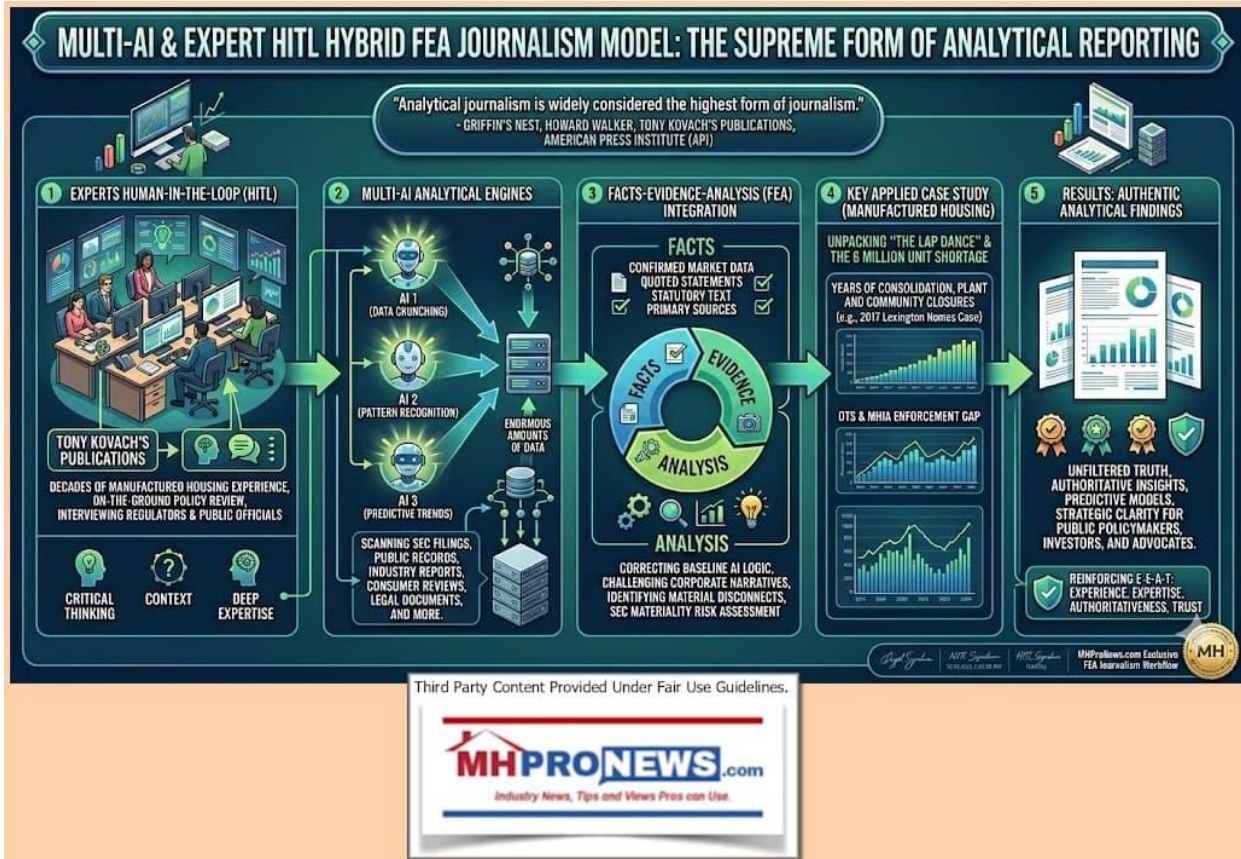 MULTI-AI & EXPERT HITL HYBRID FEA JOURNALISM MODEL: THE SUPREME FORM OF ANALYTICAL REPORTING
"Analytical journalism is widely considered the highest form of journalism."
- GRIFFIN'S NEST, HOWARD WALKER, TONY KOVACH'S PUBLICATIONS,
AMERICAN PRESS INSTITUTE (API)
1 EXPERTS HUMAN-IN-THE-LOOP (HITL)
TONY KOVACH'S
PUBLICATIONS
DECADES OF MANUFACTURED HOUSING EXPERIENCE,
ON-THE-GROUND POLICY REVIEW,
INTERVIEWING REGULATORS & PUBLIC OFFICIALS
CRITICAL
THINKING
CONTEXT
DEEP
EXPERTISE
2 MULTI-AI ANALYTICAL ENGINES
AI 1
(DATA CRUNCHING)
AI 2
(PATTERN RECOGNITION)
AI 3
(PREDICTIVE TRENDS)
ENORMOUS
AMOUNTS
OF DATA
SCANNING SEC FILINGS,
PUBLIC RECORDS,
INDUSTRY REPORTS,
CONSUMER REVIEWS,
LEGAL DOCUMENTS,
AND MORE.
3 FACTS-EVIDENCE-ANALYSIS (FEA)
INTEGRATION
FACTS
CONFIRMED MARKET DATA
QUOTED STATEMENTS
STATUTORY TEXT
PRIMARY SOURCES
FACTS
EVIDENCE
ANALYSIS
ANALYSIS
CORRECTING BASELINE AI LOGIC,
CHALLENGING CORPORATE NARRATIVES,
IDENTIFYING MATERIAL DISCONNECTS,
SEC MATERIALITY RISK ASSESSMENT
4 KEY APPLIED CASE STUDY
(MANUFACTURED HOUSING)
UNPACKING "THE LAP DANCE" &
THE 6 MILLION UNIT SHORTAGE
YEARS OF CONSOLIDATION, PLANT
AND COMMUNITY CLOSURES
(e.g., 2017 Lexington Nomes Case)
DTS & MHIA ENFORCEMENT GAP
5 RESULTS: AUTHENTIC
ANALYTICAL FINDINGS
UNFILTERED TRUTH,
AUTHORITATIVE INSIGHTS,
PREDICTIVE MODELS,
STRATEGIC CLARITY FOR
PUBLIC POLICYMAKERS,
INVESTORS, AND ADVOCATES.
REINFORCING E-E-A-T:
EXPERIENCE, EXPERTISE,
AUTHORITATIVENESS, TRUST
MHProNews.com Exclusivo
FEA Journalism Workflow
MH
Third Party Content Provided Under Fair Use Guidelines.
MHPRONEWS.com
Industry News, Tips and Views Pros can Use.